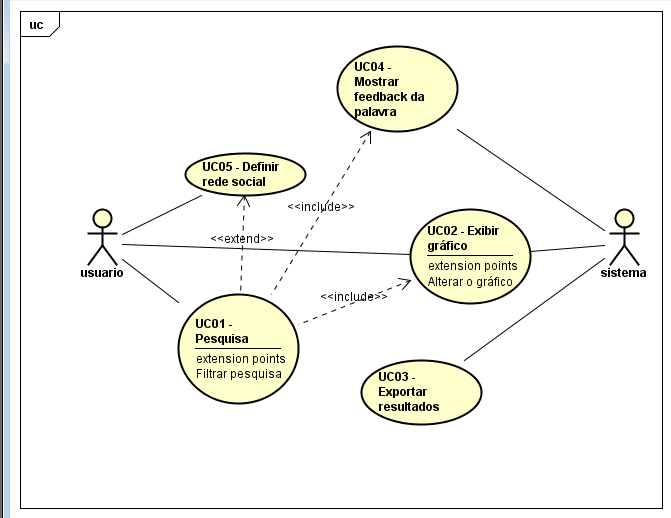 uc
UC04 -
Mostrar
feedback da
palavra
UC05 - Definir
rede social
<<include>>
<<extend>>
UC02 - Exibir
gráfico
extension points
Alterar o gráfico
usuario
sistema
<<include>>
UC01 -
Pesquisa
extension points
Filtrar pesquisa
UC03 -
Exportar
resultados